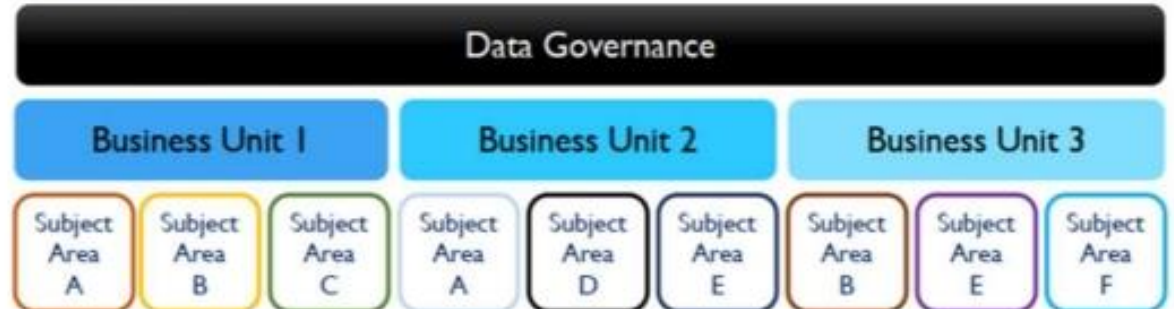 Data Governance
Business Unit 1
Business Unit 2
Business Unit 3
Subject
Area
A
Subject
Area
B
Subject
Area
C
Subject
Area
A
Subject
Area
D
Subject
Area
E
Subject
Area
B
Subject
Area
E
Subject
Area
F